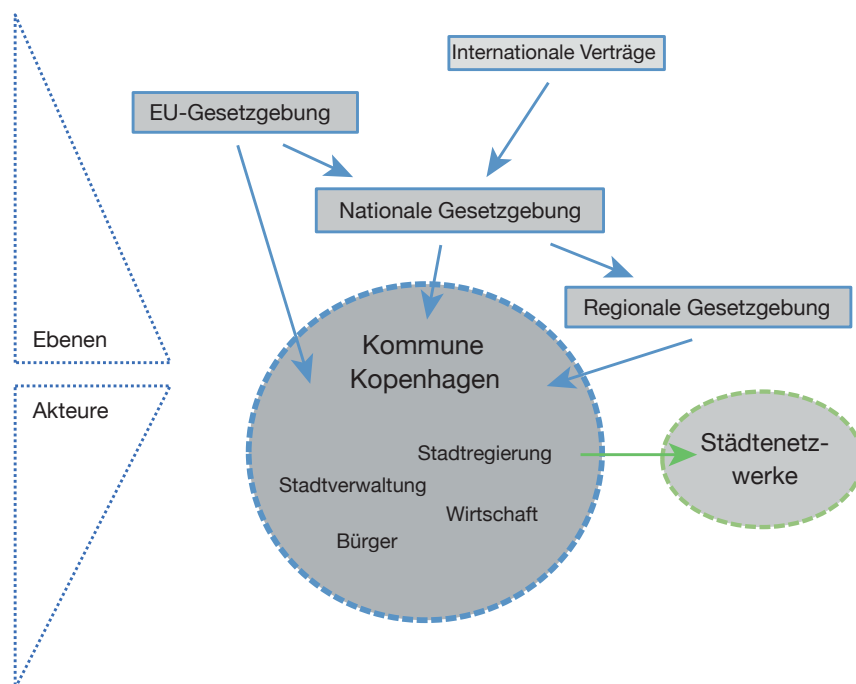 Internationale Verträge
EU-Gesetzgebung
Nationale Gesetzgebung
Regionale Gesetzgebung
Ebenen
Kommune
Kopenhagen
Akteure
Städtenetz-
werke
Stadtregierung
Stadtverwaltung
Wirtschaft
Bürger